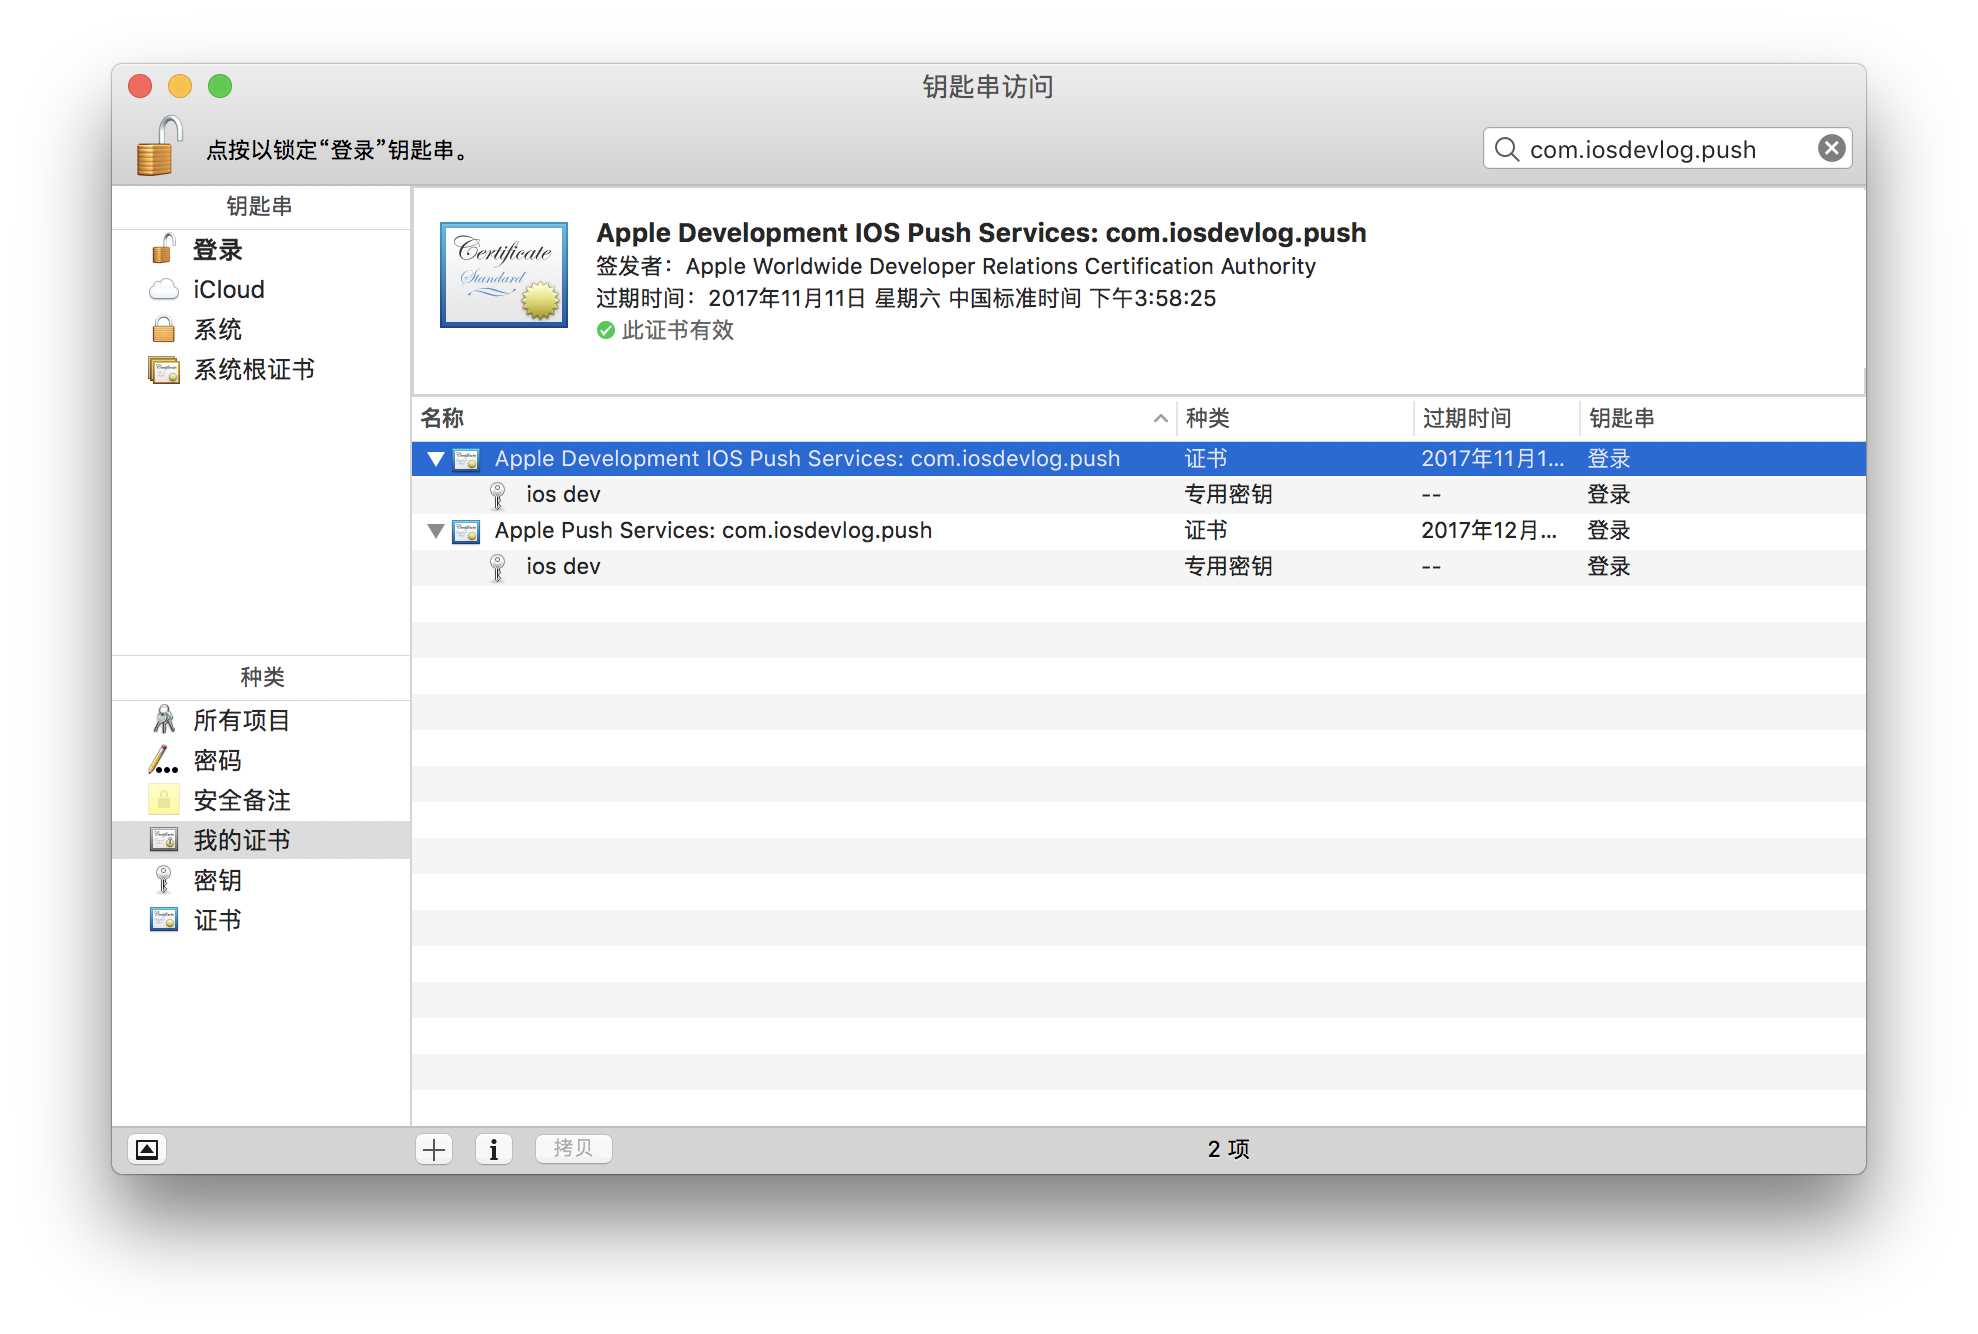 钥匙串访问
点按以锁定“登录”钥匙串。
com.iosdevlog.push
钥匙串
登录
iCloud
系统
系统根证书
种类
所有项目
密码
安全备注
我的证书
密钥
证书
Certificate
Standard
Apple Development IOS Push Services: com.iosdevlog.push
签发者：Apple Worldwide Developer Relations Certification Authority
过期时间：2017年11月11日 星期六 中国标准时间 下午3:58:25
此证书有效
名称 种类 过期时间 钥匙串
Apple Development IOS Push Services: com.iosdevlog.push 证书 2017年11月1... 登录
ios dev 专用密钥 -- 登录
Apple Push Services: com.iosdevlog.push 证书 2017年12月... 登录
ios dev 专用密钥 -- 登录
拷贝
2 项